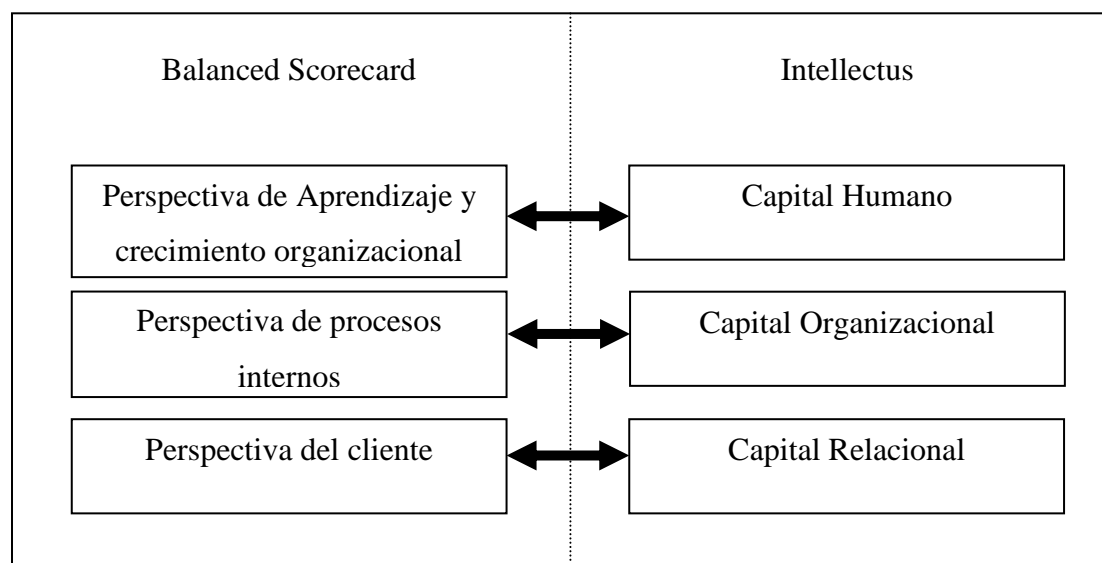 Balanced Scorecard
Intellectus
Perspectiva de Aprendizaje y
crecimiento organizacional
Capital Humano
Perspectiva de procesos
internos
Capital Organizacional
Perspectiva del cliente
Capital Relacional